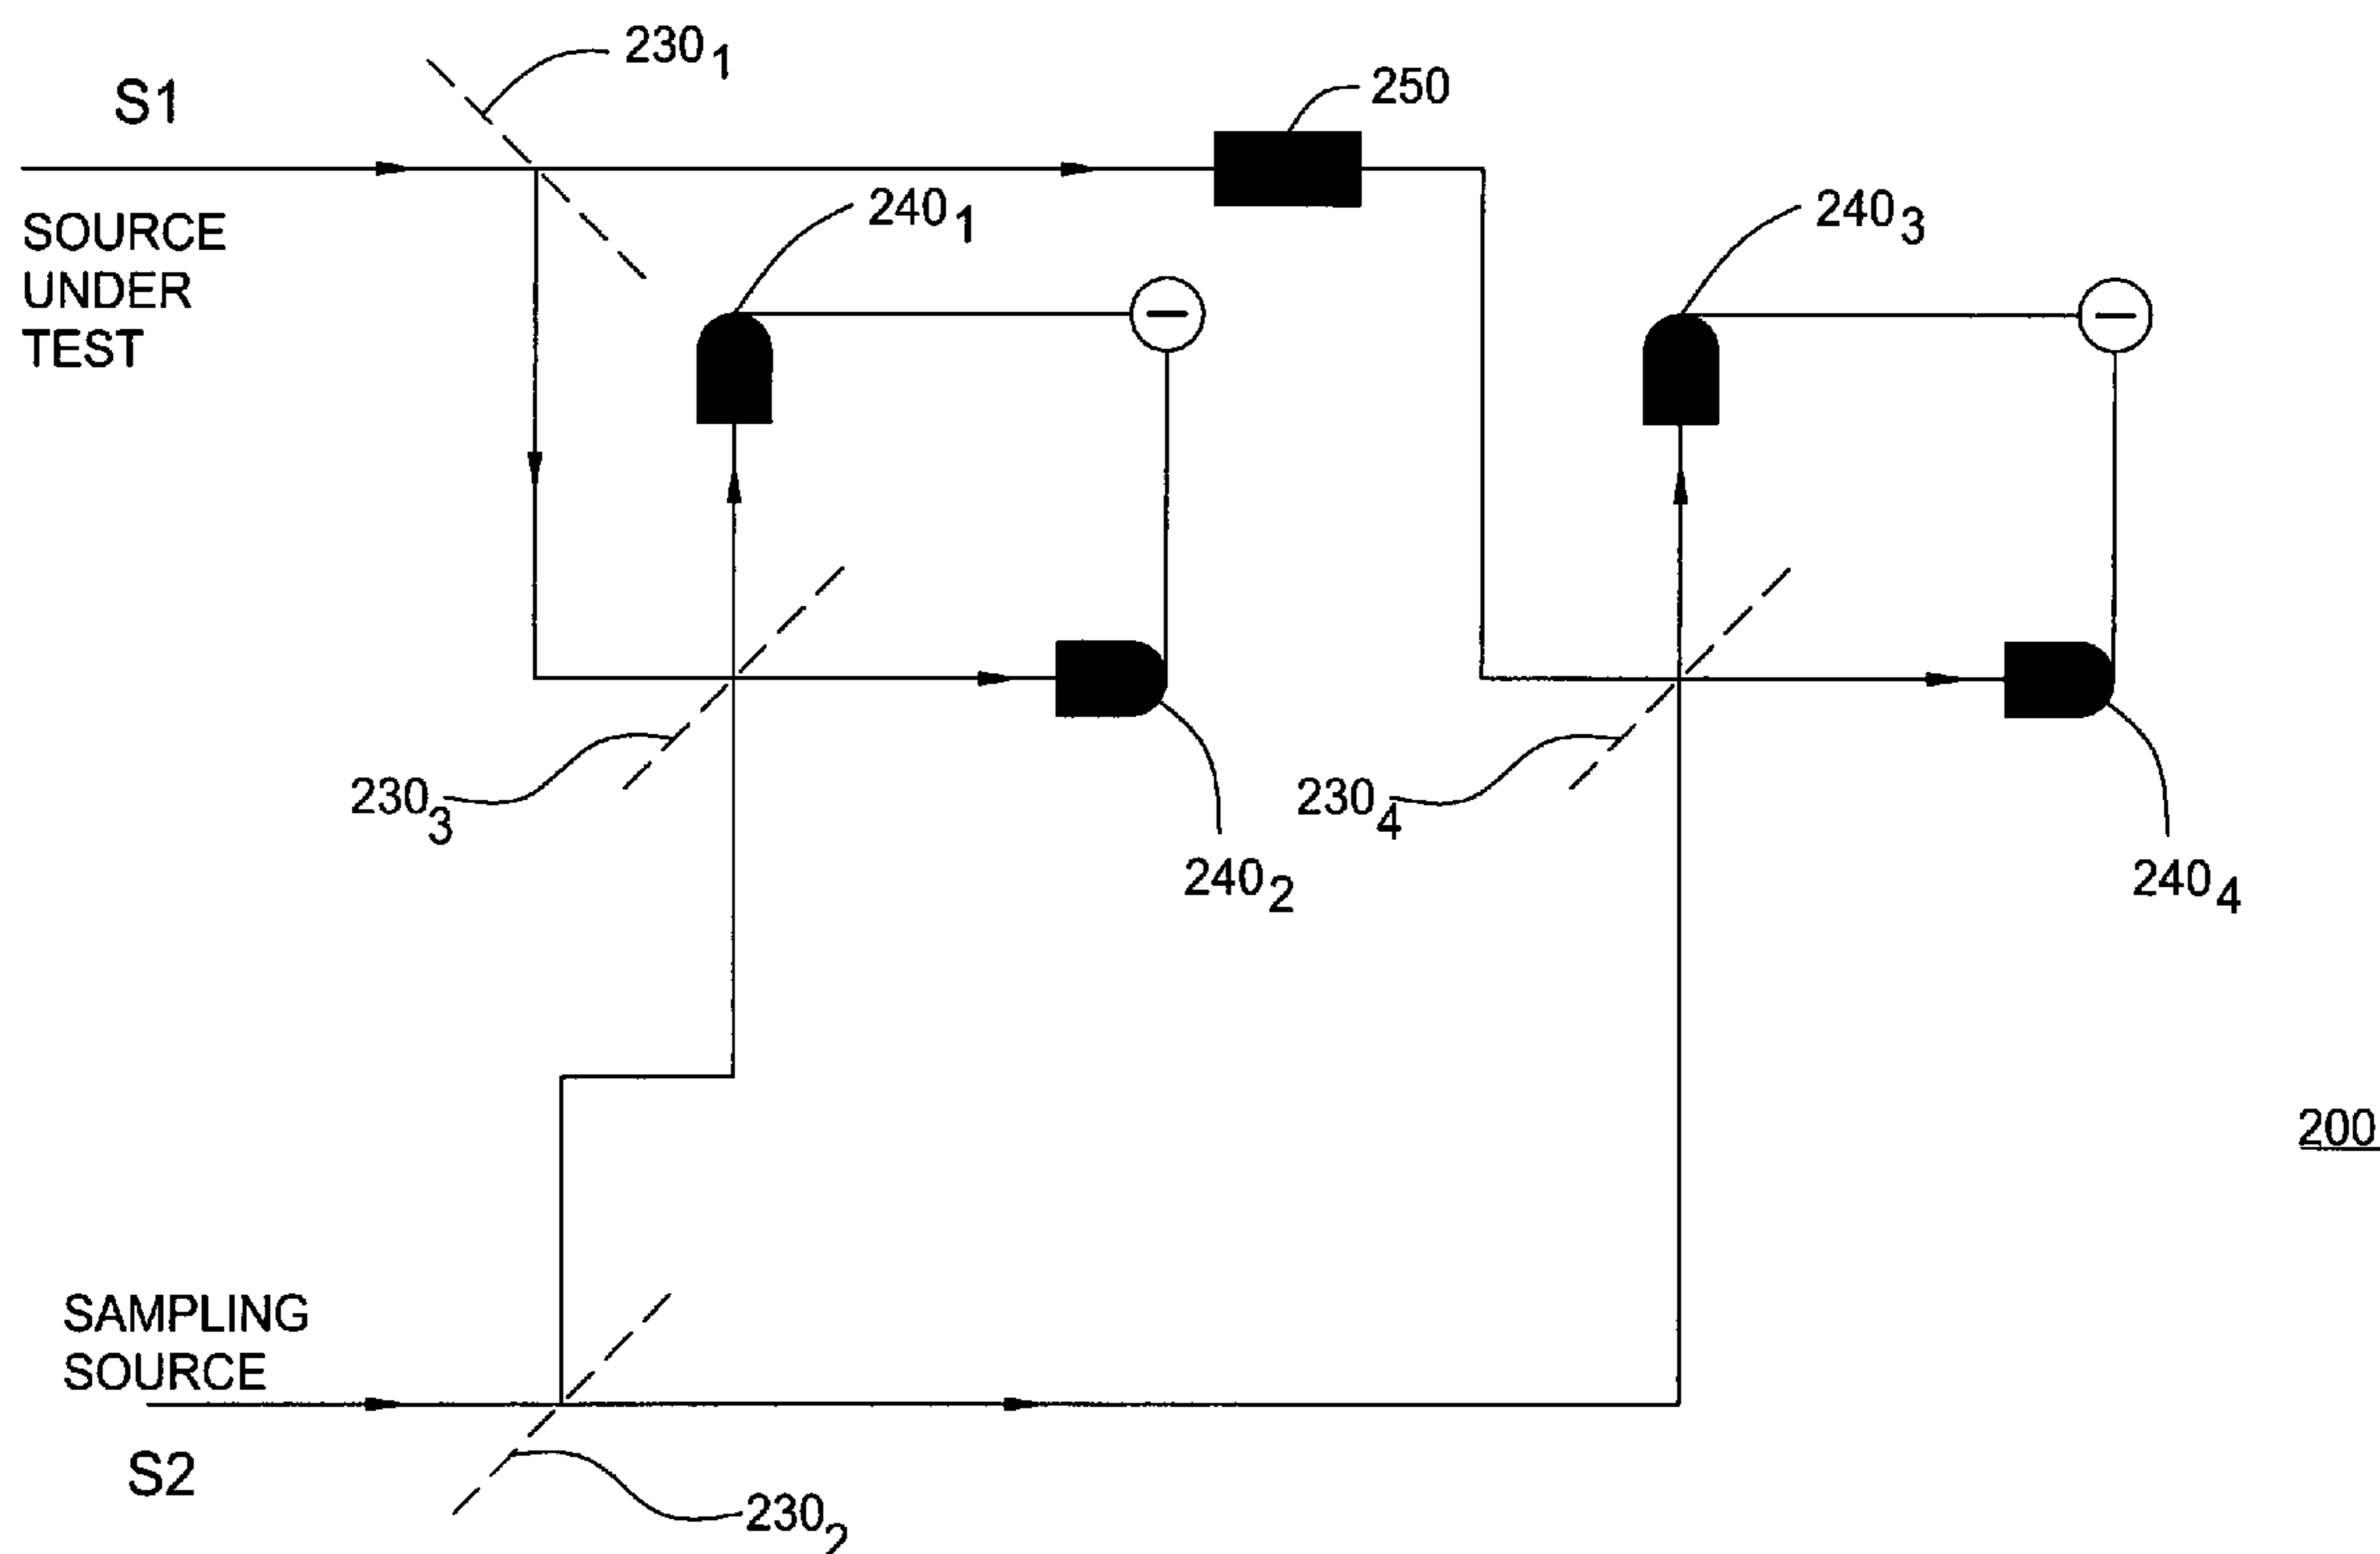 230₁
S1
250
SOURCE
UNDER
TEST
240₁
240₃
230₃
230₄
240₂
240₄
200
SAMPLING
SOURCE
S2
230₂